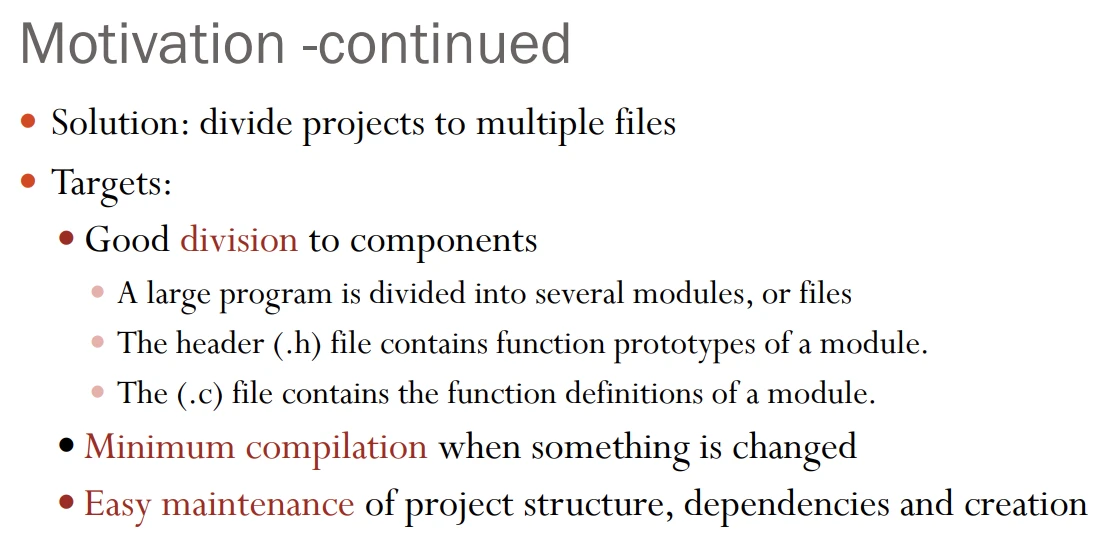 Motivation -continued
• Solution: divide projects to multiple files
• Targets:
• Good division to components
• A large program is divided into several modules, or files
• The header (.h) file contains function prototypes of a module.
• The (.c) file contains the function definitions of a module.
• Minimum compilation when something is changed
• Easy maintenance of project structure, dependencies and creation